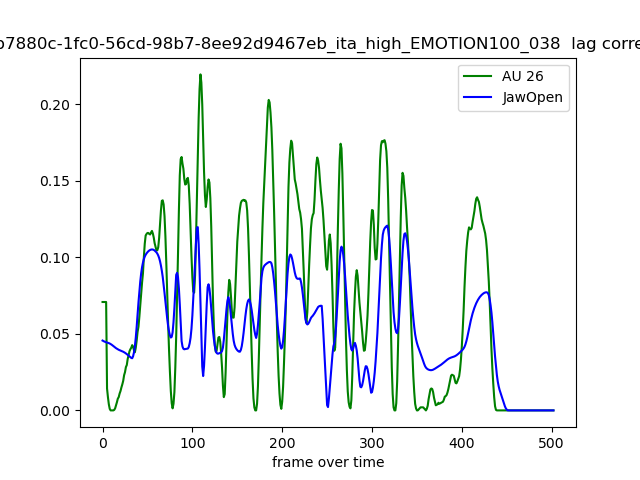 b7880c-1fc0-56cd-98b7-8ee92d9467eb_ita_high_EMOTION100_038 lag corre
AU 26
JawOpen
0.20
0.15
0.10
0.05
0.00
0 100 200 300 400 500
frame over time